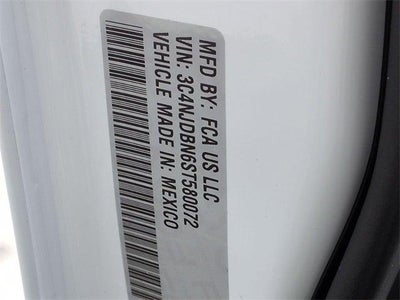 MFD BY: FCA US LLC
VIN: 3C4NJDBN6ST580072
VEHICLE MADE IN: MEXICO